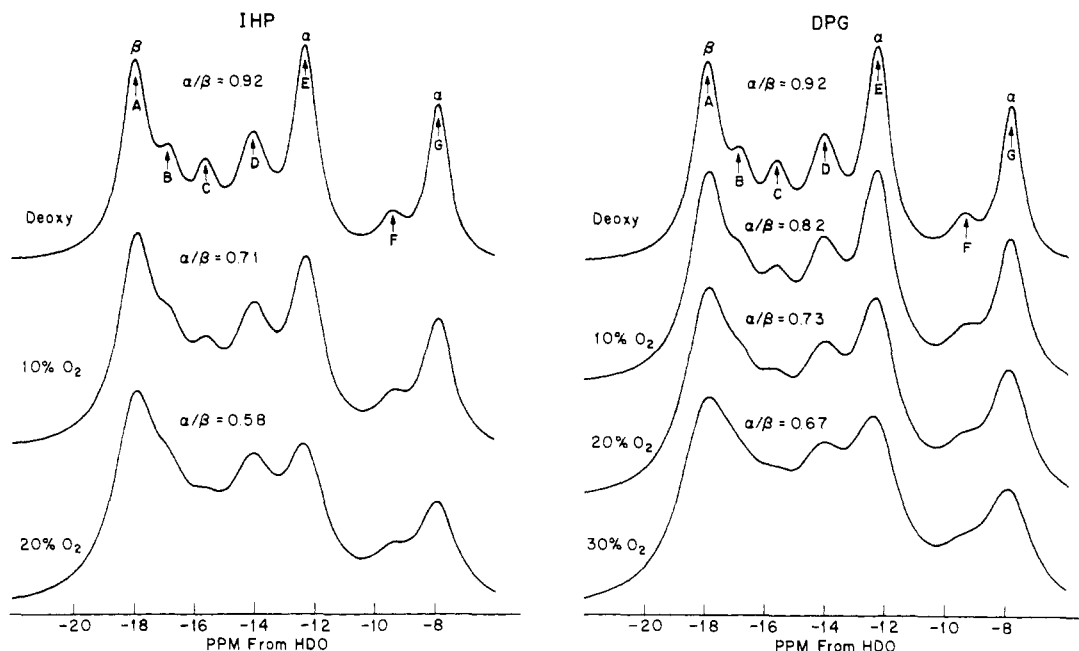 IHP
β
α
α/β = 0.92
A
B
C
D
E
F
G
α
Deoxy
α/β = 0.71
10% O₂
α/β = 0.58
20% O₂
-20 -18 -16 -14 -12 -10 -8
PPM From HDO
DPG
β
α
α/β = 0.92
A
B
C
D
E
F
G
α
Deoxy
α/β = 0.82
10% O₂
α/β = 0.73
20% O₂
α/β = 0.67
30% O₂
-20 -18 -16 -14 -12 -10 -8
PPM From HDO